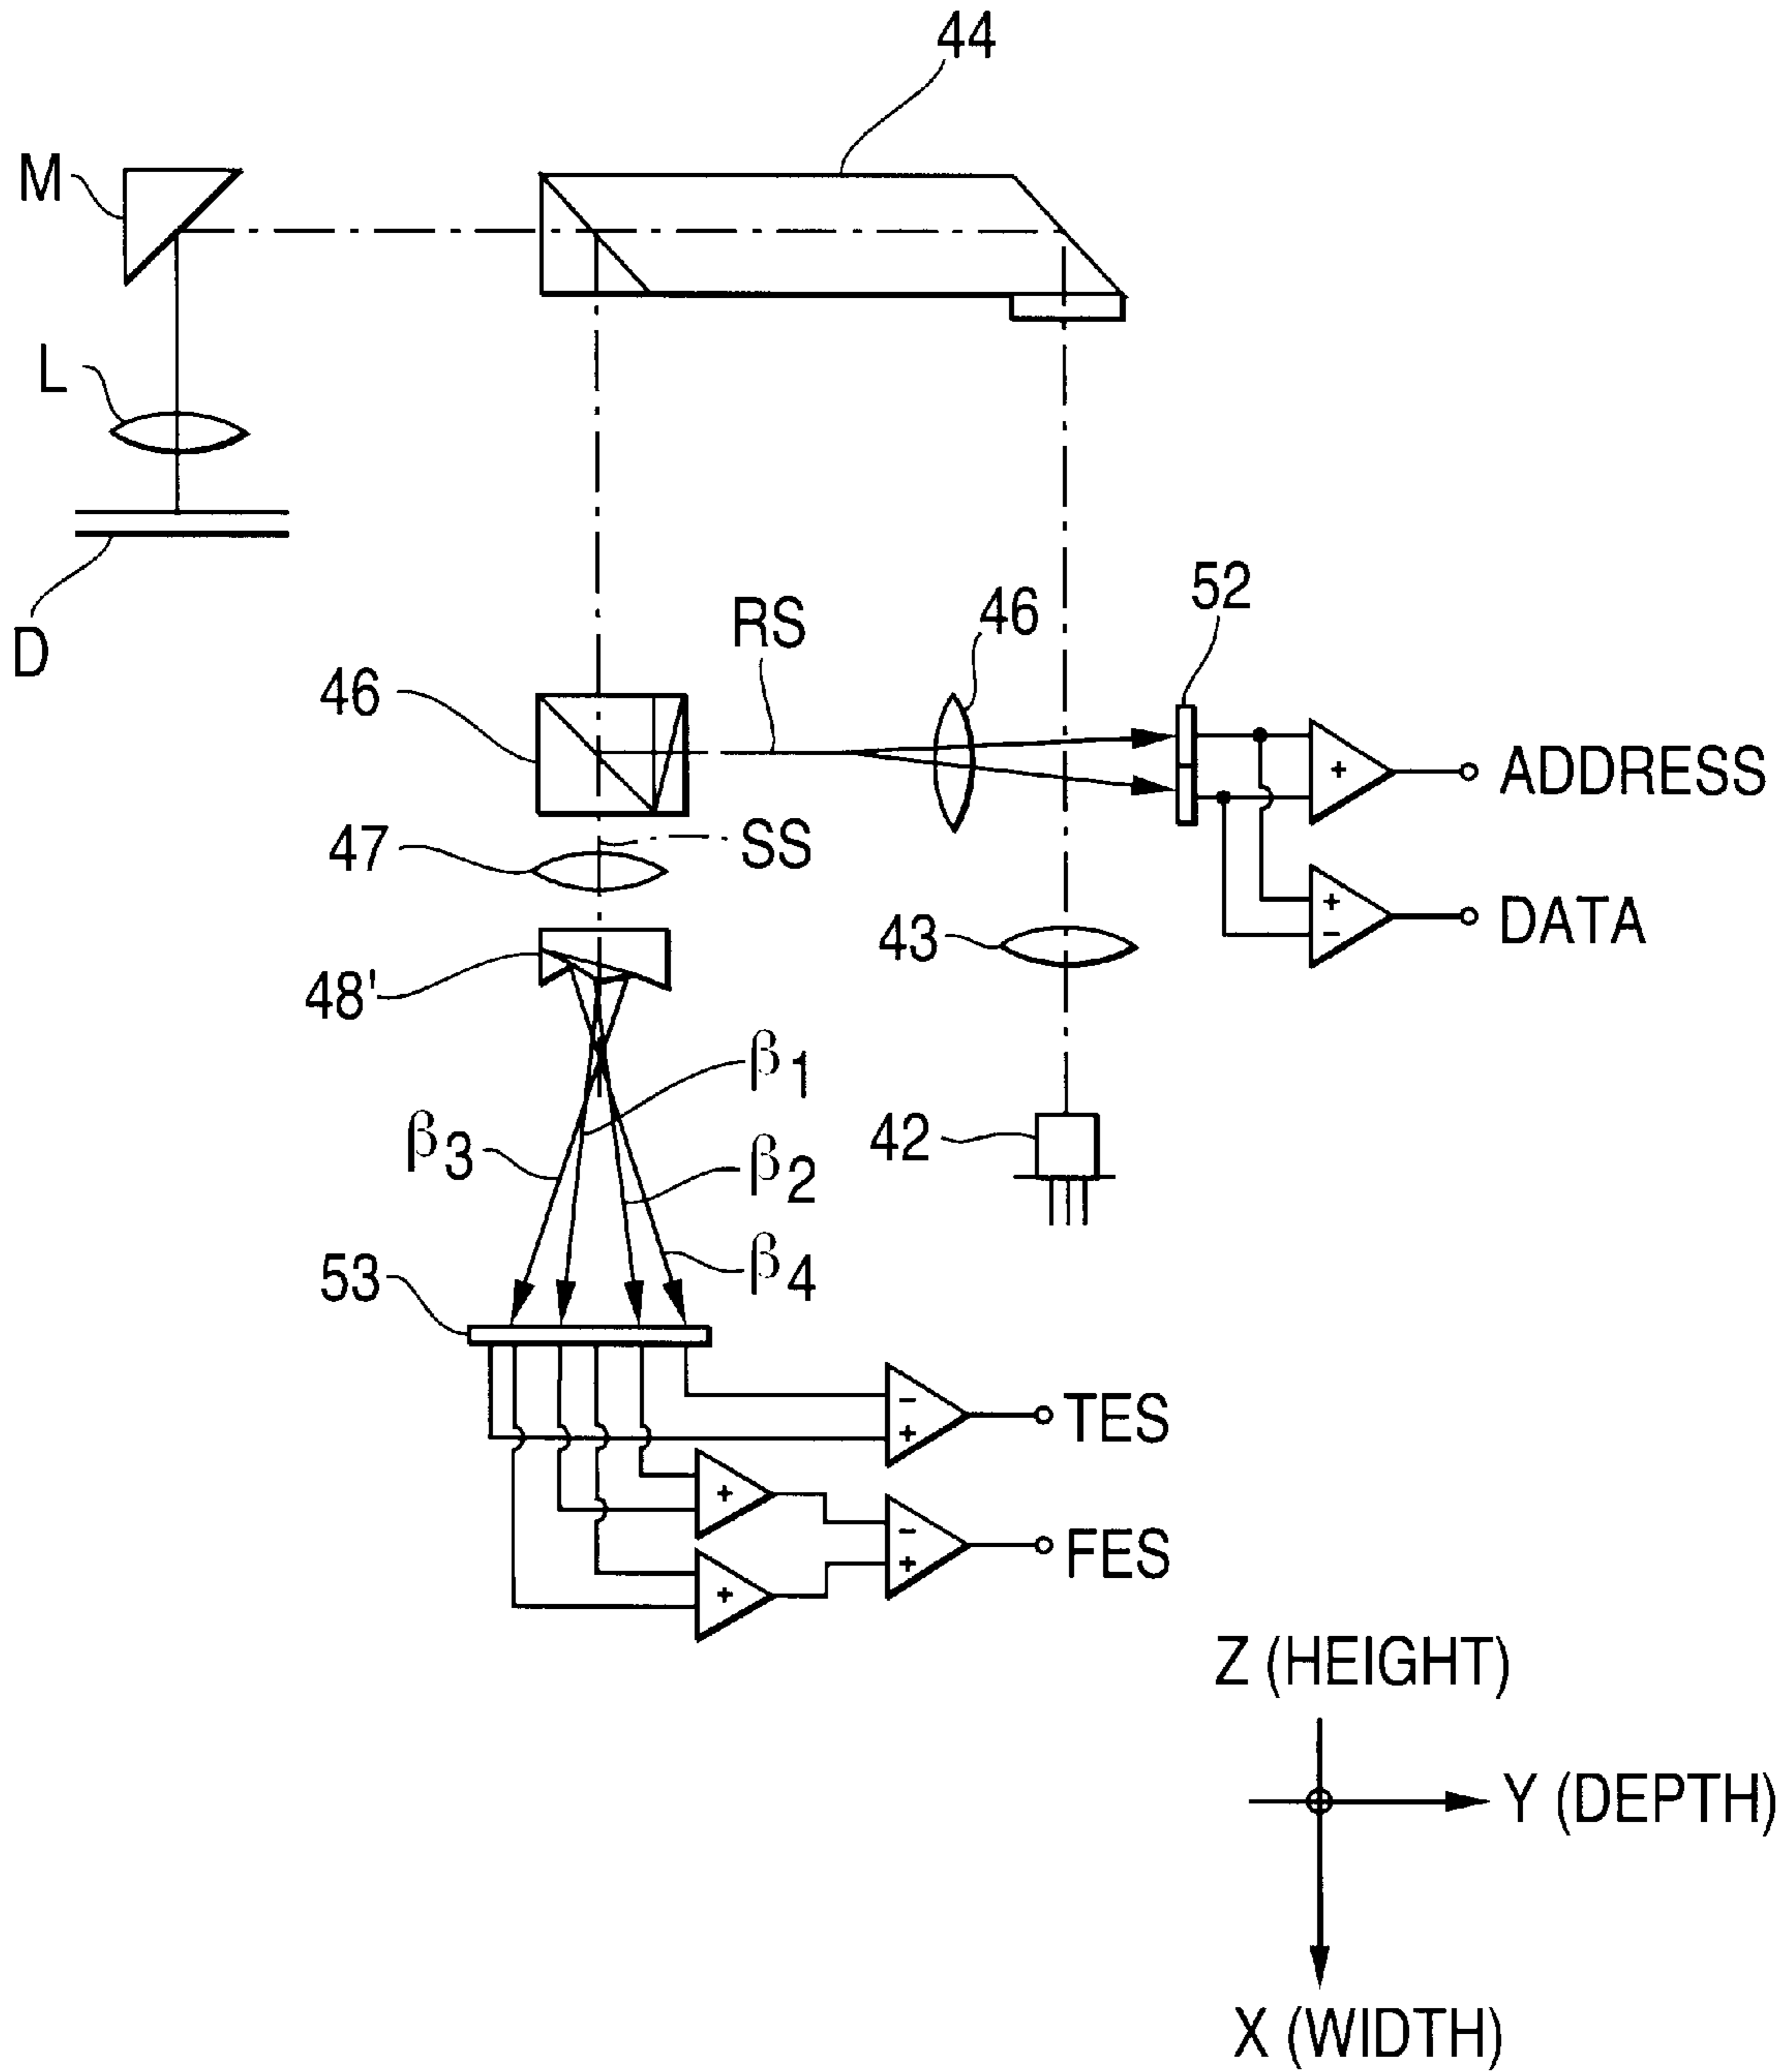 44
M
L
D
RS
46
52
46
ADDRESS
47
SS
DATA
43
48'
β1
β3
42
β2
β4
53
TES
FES
+
-
+
-
+
+
-
+
+
Z (HEIGHT)
Y (DEPTH)
X (WIDTH)